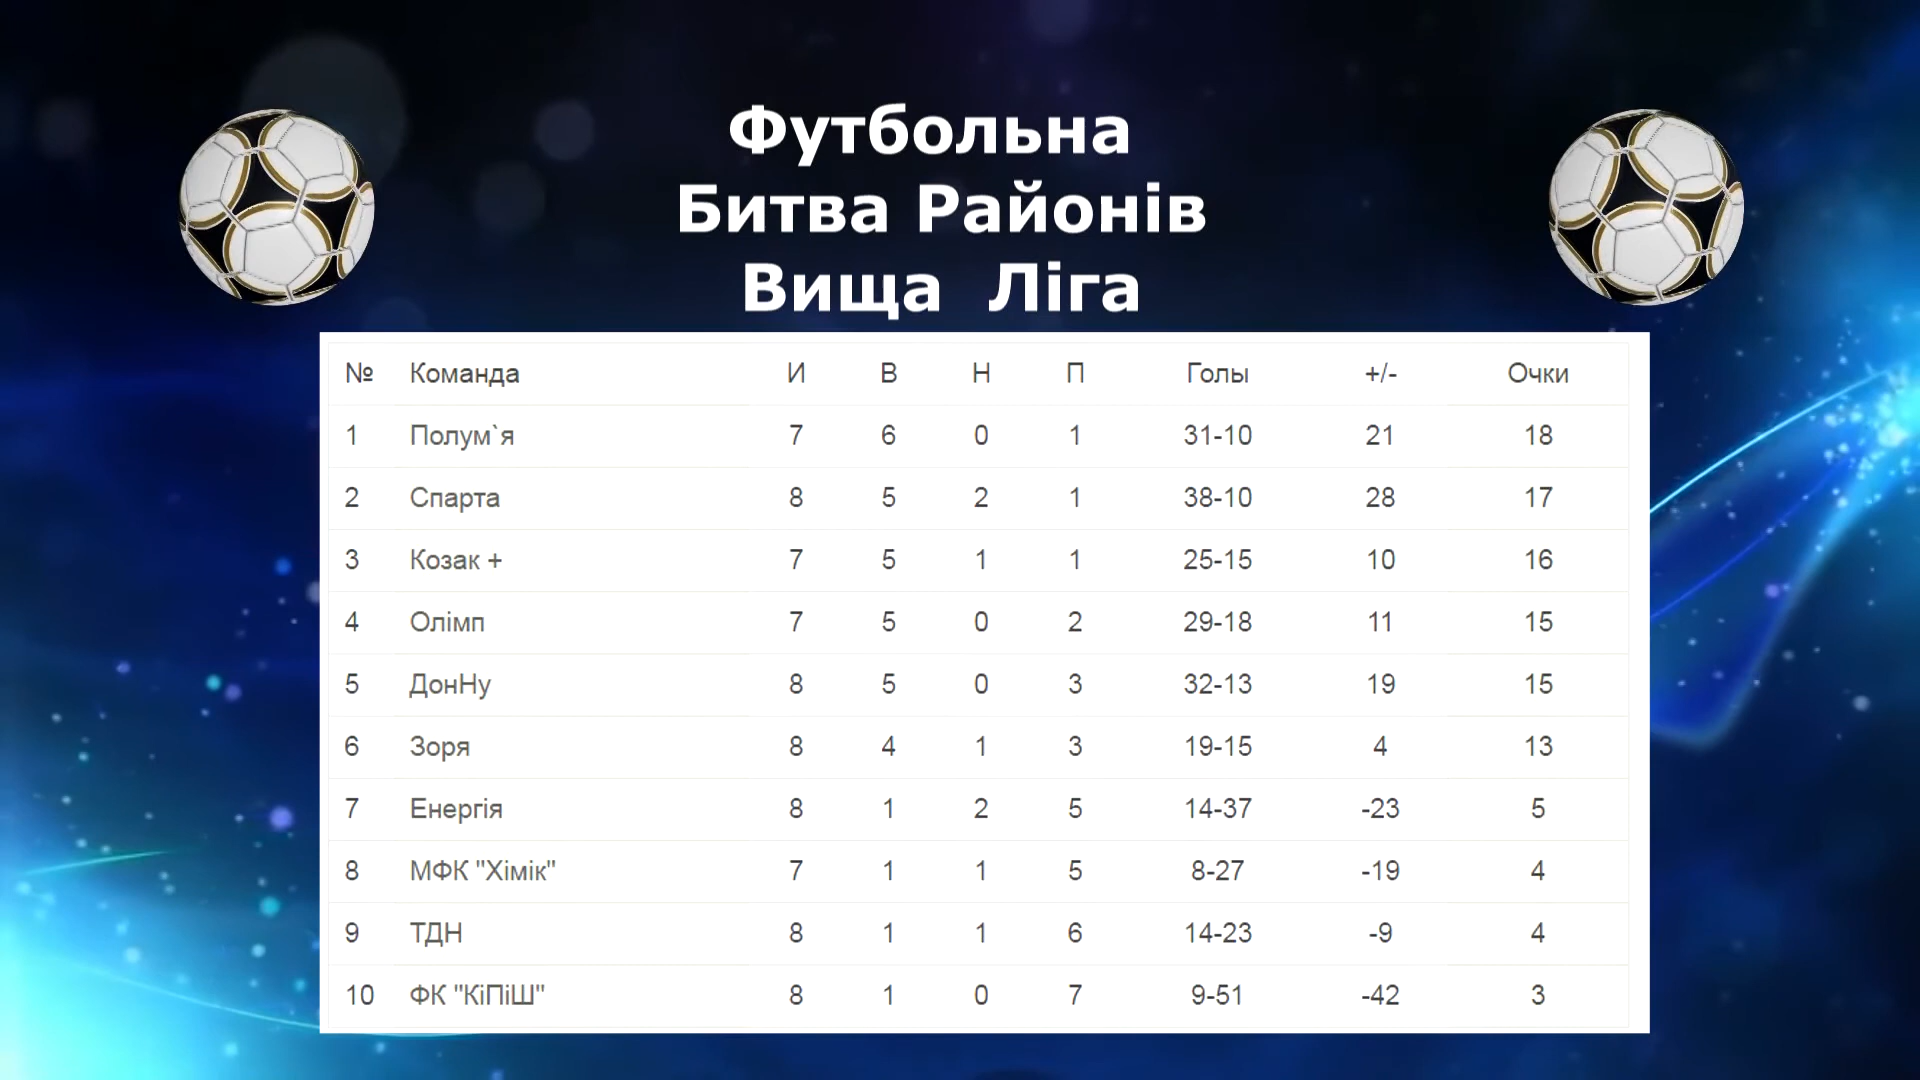 Футбольна
Битва Районів
Вища Ліга
№ Команда И В Н П Голы +/- Очки
1 Полум`я 7 6 0 1 31-10 21 18
2 Спарта 8 5 2 1 38-10 28 17
3 Козак + 7 5 1 1 25-15 10 16
4 Олімп 7 5 0 2 29-18 11 15
5 ДонНу 8 5 0 3 32-13 19 15
6 Зоря 8 4 1 3 19-15 4 13
7 Енергія 8 1 2 5 14-37 -23 5
8 МФК "Хімік" 7 1 1 5 8-27 -19 4
9 ТДН 8 1 1 6 14-23 -9 4
10 ФК "КіПіШ" 8 1 0 7 9-51 -42 3